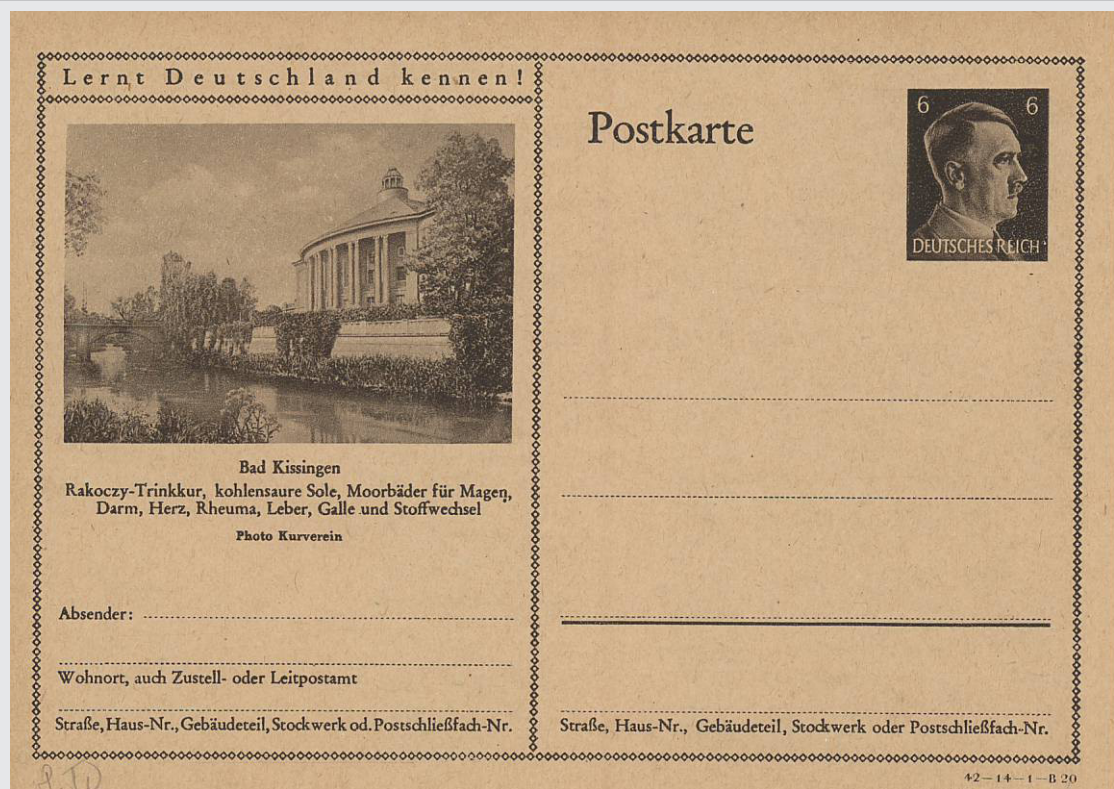 Lernt Deutschland kennen!
Bad Kissingen
Rakoczy-Trinkkur, kohlensaure Sole, Moorbäder für Magen,
Darm, Herz, Rheuma, Leber, Galle und Stoffwechsel
Photo Kurverein
Absender:
Wohnort, auch Zustell- oder Leitpostamt
Straße, Haus-Nr., Gebäudeteil, Stockwerk od. Postschließfach-Nr.
Postkarte
6 6
DEUTSCHES REICH
Straße, Haus-Nr., Gebäudeteil, Stockwerk oder Postschließfach-Nr.
42—14—1—B 20